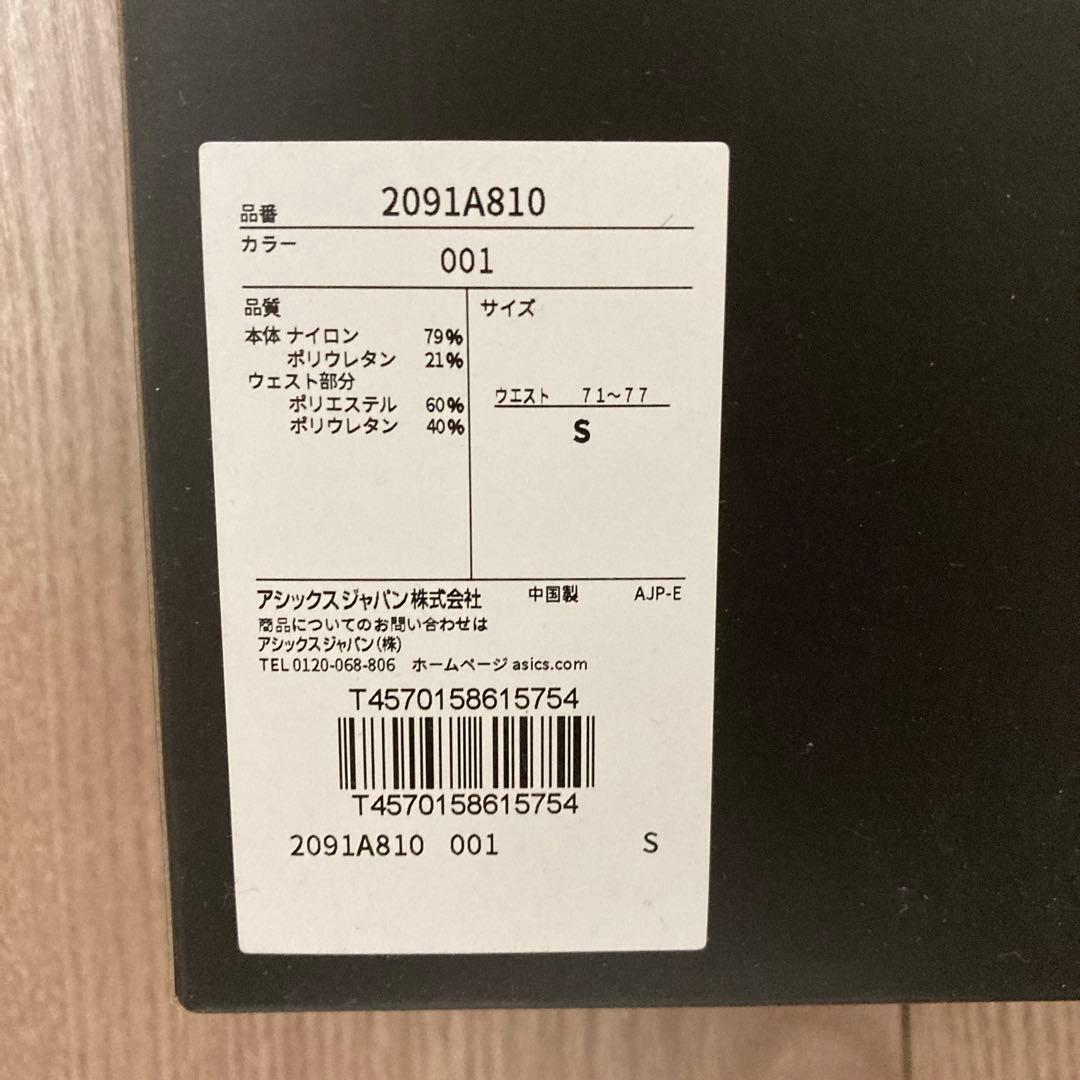 品番 2091A810
カラー
001
品質
本体 ナイロン 79%
ポリウレタン 21%
ウェスト部分
ポリエステル 60%
ポリウレタン 40%
サイズ
ウエスト 71~77
S
アシックスジャパン株式会社 中国製 AJP-E
商品についてのお問い合わせは
アシックスジャパン(株)
TEL 0120-068-806 ホームページ asics.com
T4570158615754
T4570158615754
2091A810 001 S